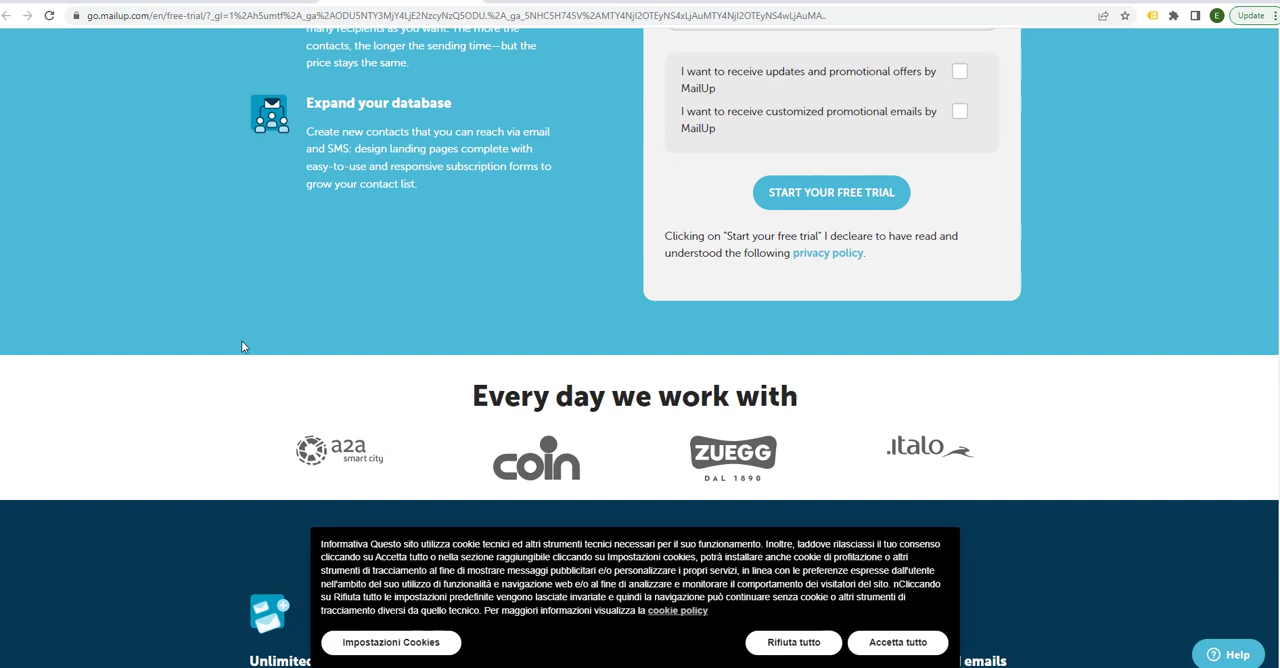 go.mailup.com/en/free-trial/?_gl=1%2Ah5umtf%2A_ga%2AODU5NTY3MjY4LjE2NzcyNzQ5ODU.%2A_ga_5NHC5H745V%2AMTY4NjI2OTEyNS4xLjAuMTY4NjI2OTEyNS4wLjAuMA..
E
Update
many recipients as you want. The more the
contacts, the longer the sending time—but the
price stays the same.
Expand your database
Create new contacts that you can reach via email
and SMS: design landing pages complete with
easy-to-use and responsive subscription forms to
grow your contact list.
I want to receive updates and promotional offers by
MailUp
I want to receive customized promotional emails by
MailUp
START YOUR FREE TRIAL
Clicking on "Start your free trial" I decleare to have read and
understood the following privacy policy.
Every day we work with
a2a
smart city
coin
ZUEGG
DAL 1890
.italo
Informativa Questo sito utilizza cookie tecnici ed altri strumenti tecnici necessari per il suo funzionamento. Inoltre, laddove rilasciassi il tuo consenso
cliccando su Accetta tutto o nella sezione raggiungibile cliccando su Impostazioni cookies, potrà installare anche cookie di profilazione o altri
strumenti di tracciamento al fine di mostrare messaggi pubblicitari e/o personalizzare i propri servizi, in linea con le preferenze espresse dall'utente
nell'ambito del suo utilizzo di funzionalità e navigazione web e/o al fine di analizzare e monitorare il comportamento dei visitatori del sito. nCliccando
su Rifiuta tutto le impostazioni predefinite vengono lasciate invariate e quindi la navigazione può continuare senza cookie o altri strumenti di
tracciamento diversi da quello tecnico. Per maggiori informazioni visualizza la cookie policy
Impostazioni Cookies
Rifiuta tutto
Accetta tutto
Help
Unlimited
emails